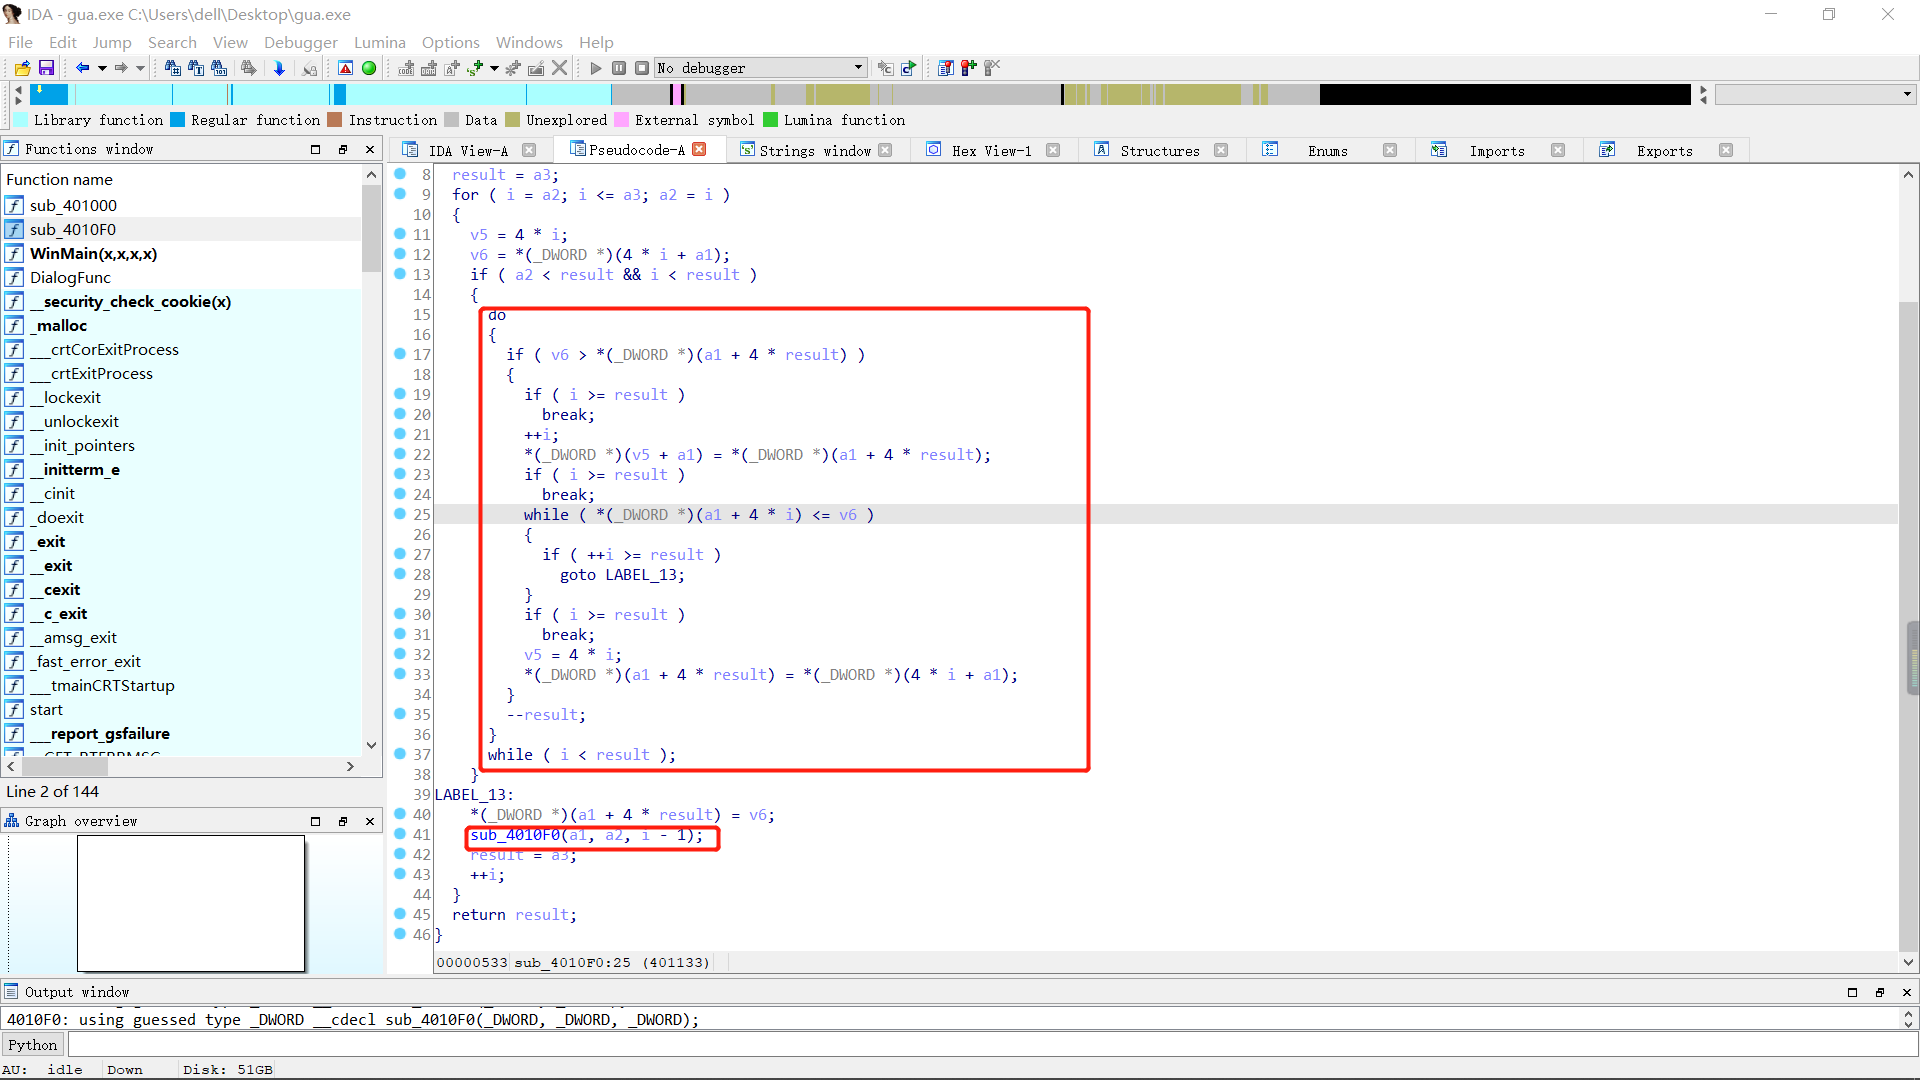 IDA - gua.exe C:\Users\dell\Desktop\gua.exe
File Edit Jump Search View Debugger Lumina Options Windows Help
No debugger
Library function Regular function Instruction Data Unexplored External symbol Lumina function
Functions window
Function name
sub_401000
sub_4010F0
WinMain(x,x,x,x)
DialogFunc
__security_check_cookie(x)
_malloc
___crtCorExitProcess
___crtExitProcess
__lockexit
__unlockexit
__init_pointers
__initterm_e
__cinit
_doexit
_exit
__exit
__cexit
__c_exit
__amsg_exit
_fast_error_exit
___tmainCRTStartup
start
___report_gsfailure
Line 2 of 144
Graph overview
IDA View-A Pseudocode-A Strings window Hex View-1 Structures Enums Imports Exports
8 result = a3;
9 for ( i = a2; i <= a3; a2 = i )
10 {
11 v5 = 4 * i;
12 v6 = *(_DWORD *)(4 * i + a1);
13 if ( a2 < result && i < result )
14 {
15 do
16 {
17 if ( v6 > *(_DWORD *)(a1 + 4 * result) )
18 {
19 if ( i >= result )
20 break;
21 ++i;
22 *(_DWORD *)(v5 + a1) = *(_DWORD *)(a1 + 4 * result);
23 if ( i >= result )
24 break;
25 while ( *(_DWORD *)(a1 + 4 * i) <= v6 )
26 {
27 if ( ++i >= result )
28 goto LABEL_13;
29 }
30 if ( i >= result )
31 break;
32 v5 = 4 * i;
33 *(_DWORD *)(a1 + 4 * result) = *(_DWORD *)(4 * i + a1);
34 }
35 --result;
36 }
37 while ( i < result );
38 }
39 LABEL_13:
40 *(_DWORD *)(a1 + 4 * result) = v6;
41 sub_4010F0(a1, a2, i - 1);
42 result = a3;
43 ++i;
44 }
45 return result;
46 }
00000533 sub_4010F0:25 (401133)
Output window
4010F0: using guessed type _DWORD __cdecl sub_4010F0(_DWORD, _DWORD, _DWORD);
Python
AU: idle Down Disk: 51GB